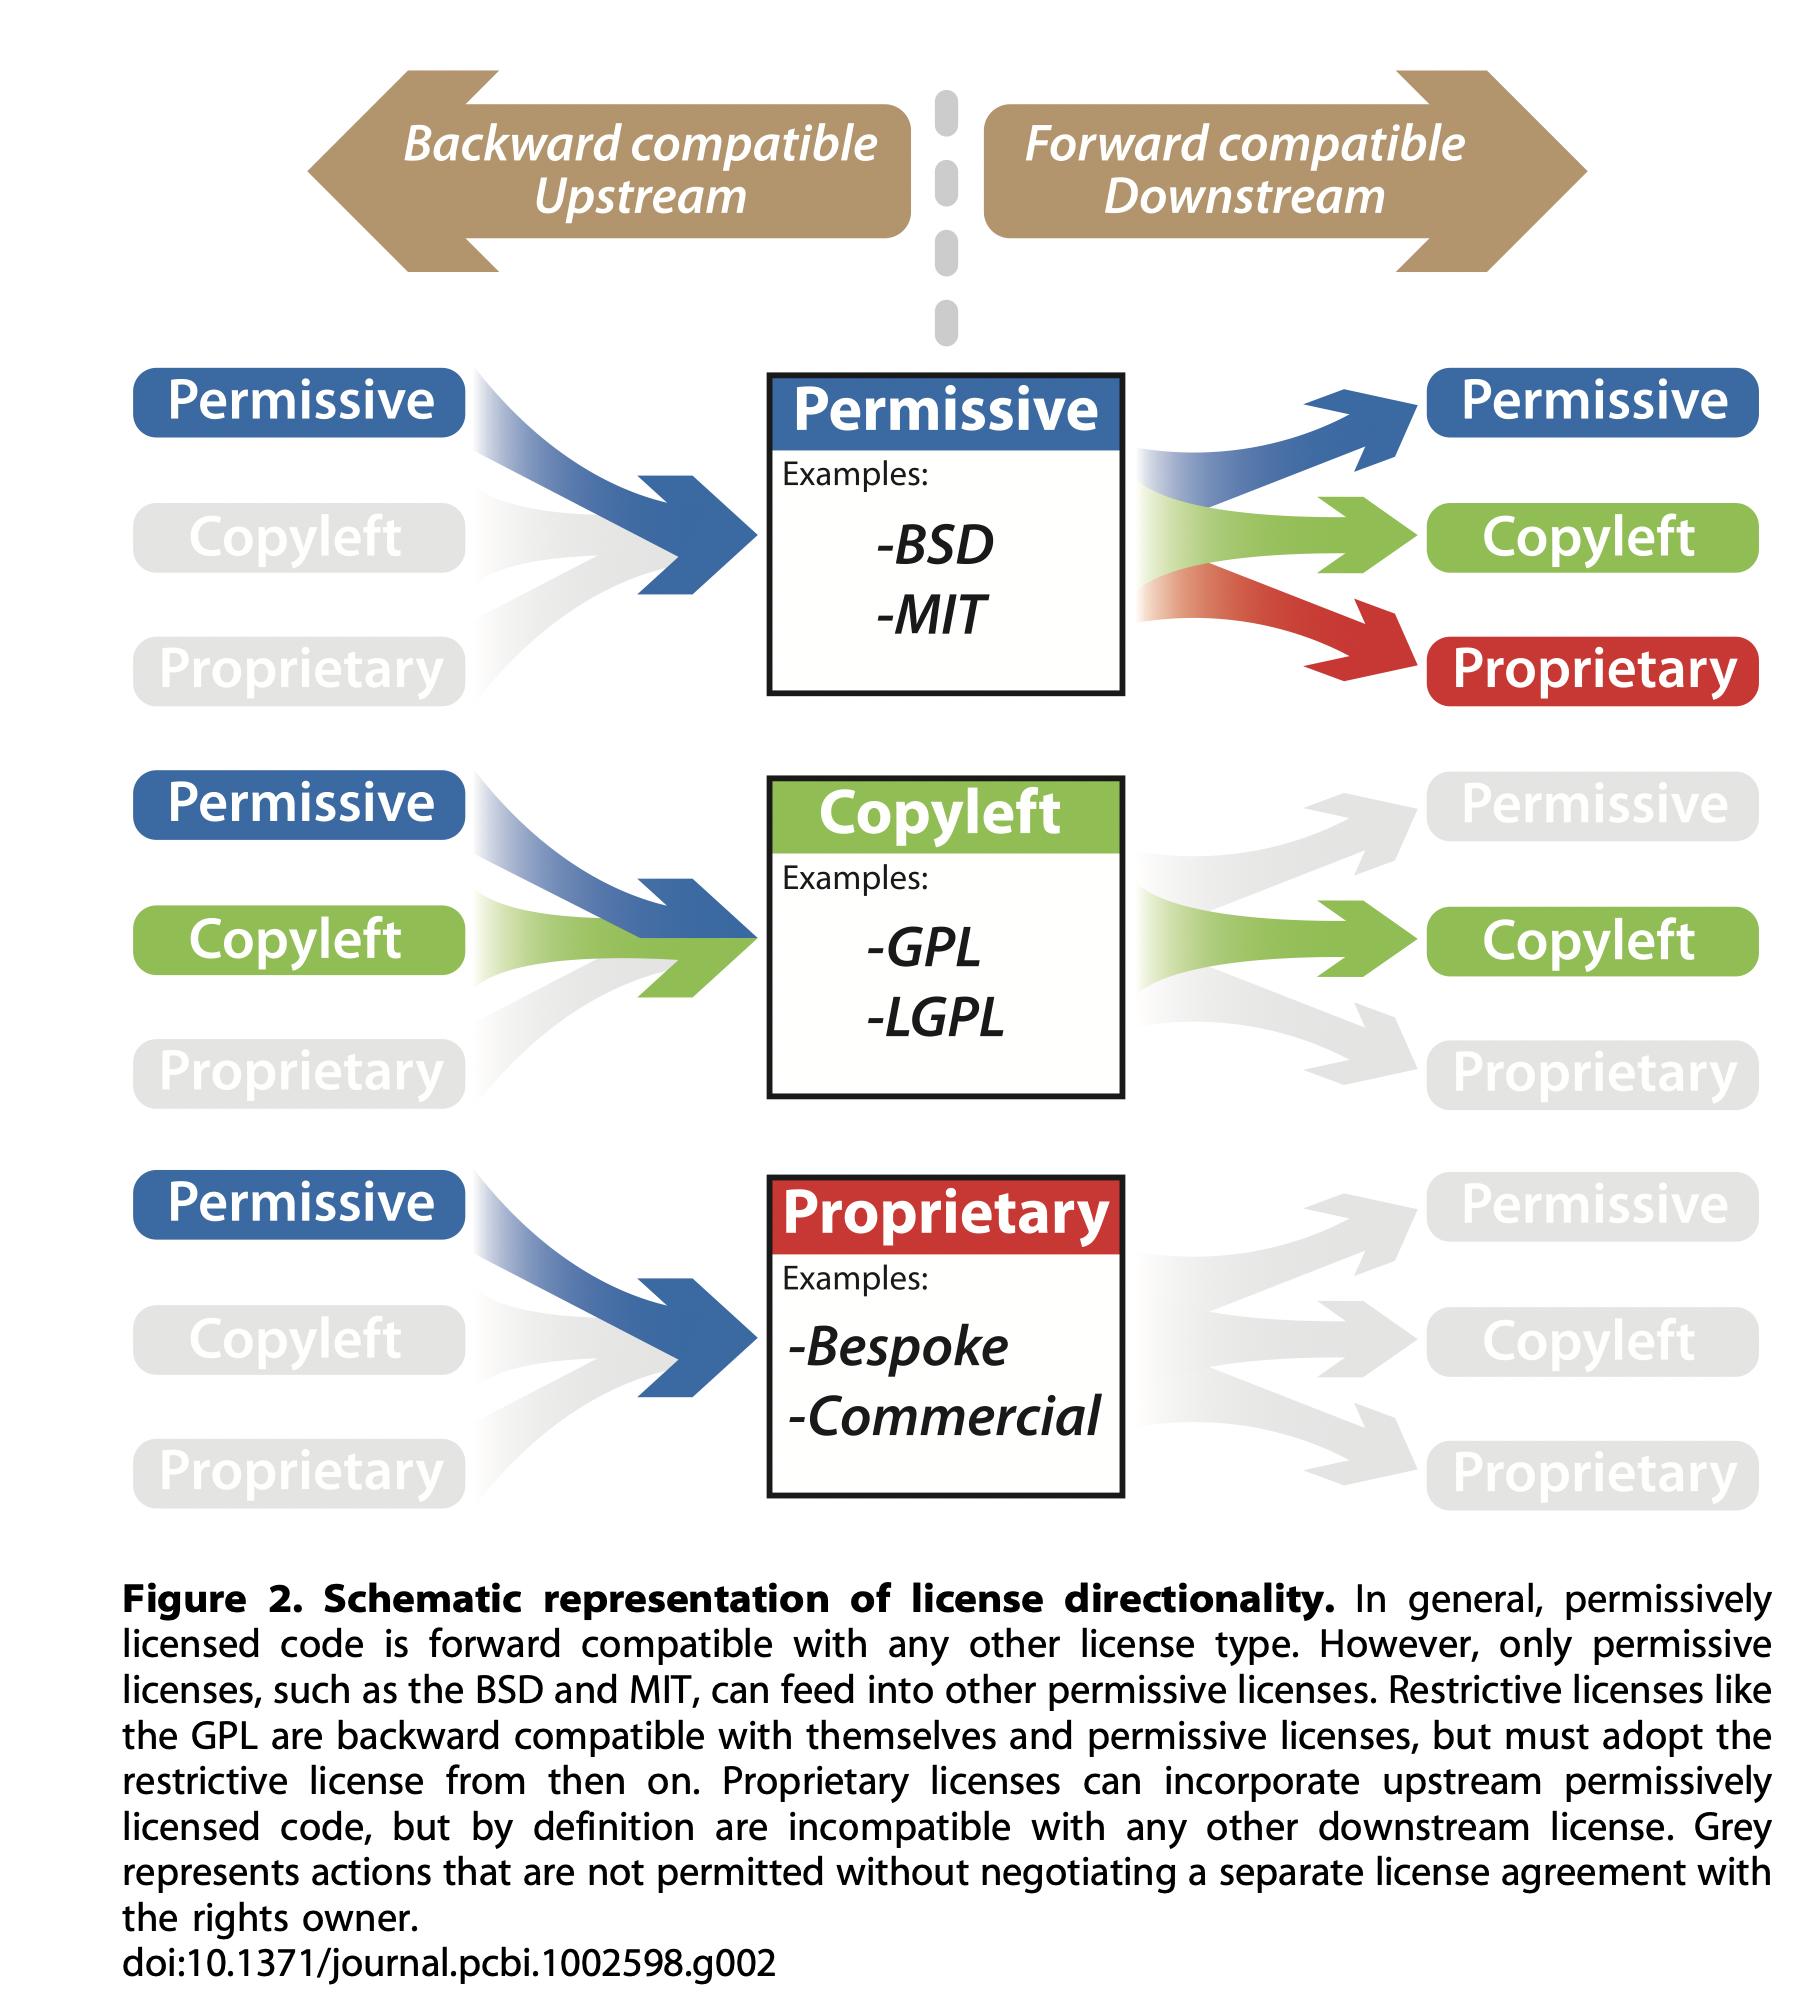 Backward compatible
Upstream
Forward compatible
Downstream
Permissive
Copyleft
Proprietary
Permissive
Examples:
-BSD
-MIT
Permissive
Copyleft
Proprietary
Permissive
Copyleft
Proprietary
Copyleft
Examples:
-GPL
-LGPL
Permissive
Copyleft
Proprietary
Permissive
Copyleft
Proprietary
Proprietary
Examples:
-Bespoke
-Commercial
Permissive
Copyleft
Proprietary
Figure 2. Schematic representation of license directionality. In general, permissively
licensed code is forward compatible with any other license type. However, only permissive
licenses, such as the BSD and MIT, can feed into other permissive licenses. Restrictive licenses like
the GPL are backward compatible with themselves and permissive licenses, but must adopt the
restrictive license from then on. Proprietary licenses can incorporate upstream permissively
licensed code, but by definition are incompatible with any other downstream license. Grey
represents actions that are not permitted without negotiating a separate license agreement with
the rights owner.
doi:10.1371/journal.pcbi.1002598.g002